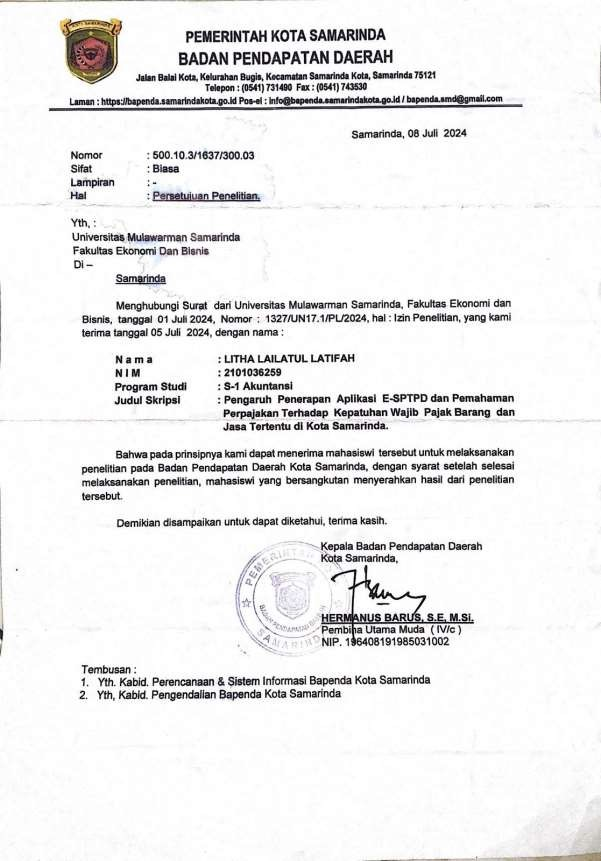 PEMERINTAH KOTA SAMARINDA
BADAN PENDAPATAN DAERAH
Jalan Balai Kota, Kelurahan Bugis, Kecamatan Samarinda Kota, Samarinda 75121
Telepon : (0541) 731490 Fax : (0541) 743530
Laman : https://bapenda.samarindakota.go.id Pos-el : info@bapenda.samarindakota.go.id / bapenda.smd@gmail.com
Samarinda, 08 Juli 2024
Nomor : 500.10.3/1637/300.03
Sifat : Biasa
Lampiran : -
Hal : Persetujuan Penelitian.
Yth, :
Universitas Mulawarman Samarinda
Fakultas Ekonomi Dan Bisnis
Di –
Samarinda
Menghubungi Surat dari Universitas Mulawarman Samarinda, Fakultas Ekonomi dan
Bisnis, tanggal 01 Juli 2024, Nomor : 1327/UN17.1/PL/2024, hal : Izin Penelitian, yang kami
terima tanggal 05 Juli 2024, dengan nama :
N a m a : LITHA LAILATUL LATIFAH
N I M : 2101036259
Program Studi : S-1 Akuntansi
Judul Skripsi : Pengaruh Penerapan Aplikasi E-SPTPD dan Pemahaman
Perpajakan Terhadap Kepatuhan Wajib Pajak Barang dan
Jasa Tertentu di Kota Samarinda.
Bahwa pada prinsipnya kami dapat menerima mahasiswi tersebut untuk melaksanakan
penelitian pada Badan Pendapatan Daerah Kota Samarinda, dengan syarat setelah selesai
melaksanakan penelitian, mahasiswi yang bersangkutan menyerahkan hasil dari penelitian
tersebut.
Demikian disampaikan untuk dapat diketahui, terima kasih.
Kepala Badan Pendapatan Daerah
Kota Samarinda,
HERMANUS BARUS, S.E, M.Si.
Pembina Utama Muda ( IV/c )
NIP. 196408191985031002
PEMERINTAH KOTA
BADAN PENDAPATAN DAERAH
SAMARINDA
Tembusan :
1. Yth. Kabid. Perencanaan & Sistem Informasi Bapenda Kota Samarinda
2. Yth, Kabid. Pengendalian Bapenda Kota Samarinda